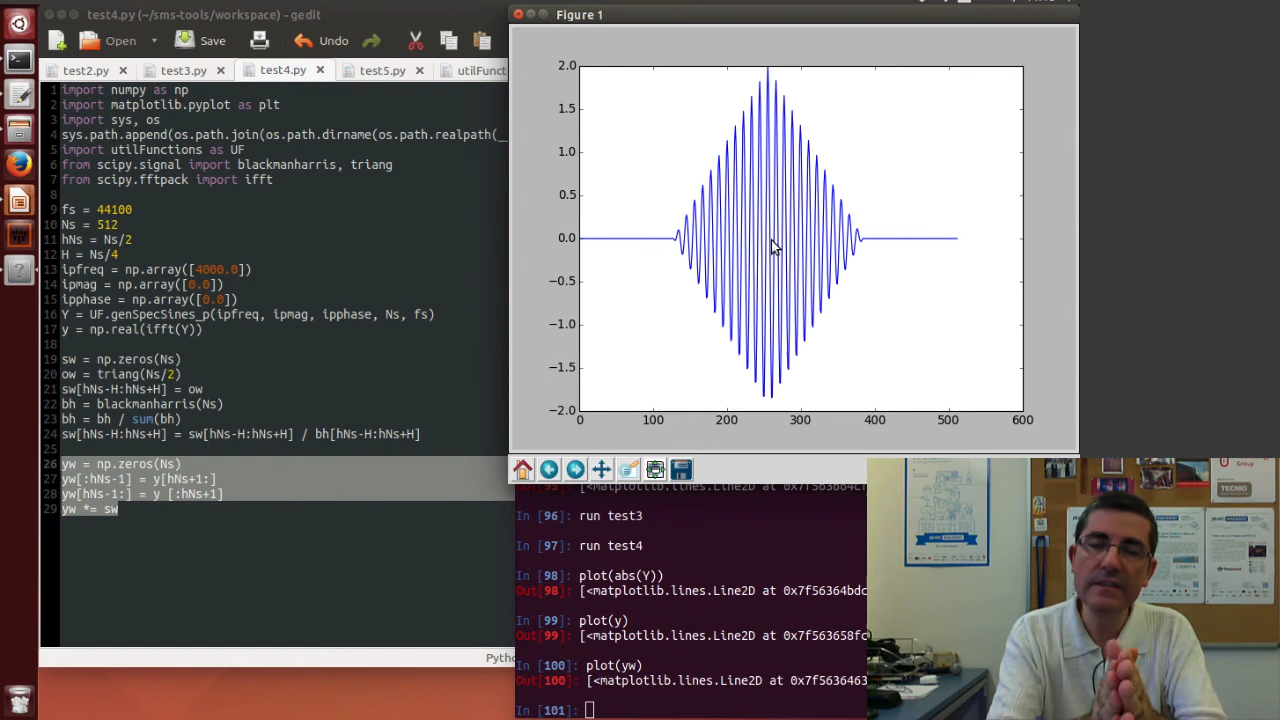 test4.py (~/sms-tools/workspace) - gedit
Open Save Undo
test2.py test3.py test4.py test5.py utilFunct
1 import numpy as np
2 import matplotlib.pyplot as plt
3 import sys, os
4 sys.path.append(os.path.join(os.path.dirname(os.path.realpath(__
5 import utilFunctions as UF
6 from scipy.signal import blackmanharris, triang
7 from scipy.fftpack import ifft
8
9 fs = 44100
10 Ns = 512
11 hNs = Ns/2
12 H = Ns/4
13 ipfreq = np.array([4000.0])
14 ipmag = np.array([0.0])
15 ipphase = np.array([0.0])
16 Y = UF.genSpecSines_p(ipfreq, ipmag, ipphase, Ns, fs)
17 y = np.real(ifft(Y))
18
19 sw = np.zeros(Ns)
20 ow = triang(Ns/2)
21 sw[hNs-H:hNs+H] = ow
22 bh = blackmanharris(Ns)
23 bh = bh / sum(bh)
24 sw[hNs-H:hNs+H] = sw[hNs-H:hNs+H] / bh[hNs-H:hNs+H]
25
26 yw = np.zeros(Ns)
27 yw[:hNs-1] = y[hNs+1:]
28 yw[hNs-1:] = y [:hNs+1]
29 yw *= sw
Pytho
Figure 1
2.0
1.5
1.0
0.5
0.0
−0.5
−1.0
−1.5
−2.0
0 100 200 300 400 500 600
In [96]: run test3
In [97]: run test4
In [98]: plot(abs(Y))
Out[98]: [<matplotlib.lines.Line2D at 0x7f56364bdc
In [99]: plot(y)
Out[99]: [<matplotlib.lines.Line2D at 0x7f563658fc
In [100]: plot(yw)
Out[100]: [<matplotlib.lines.Line2D at 0x7f5636463
In [101]:
Group
TECNIO